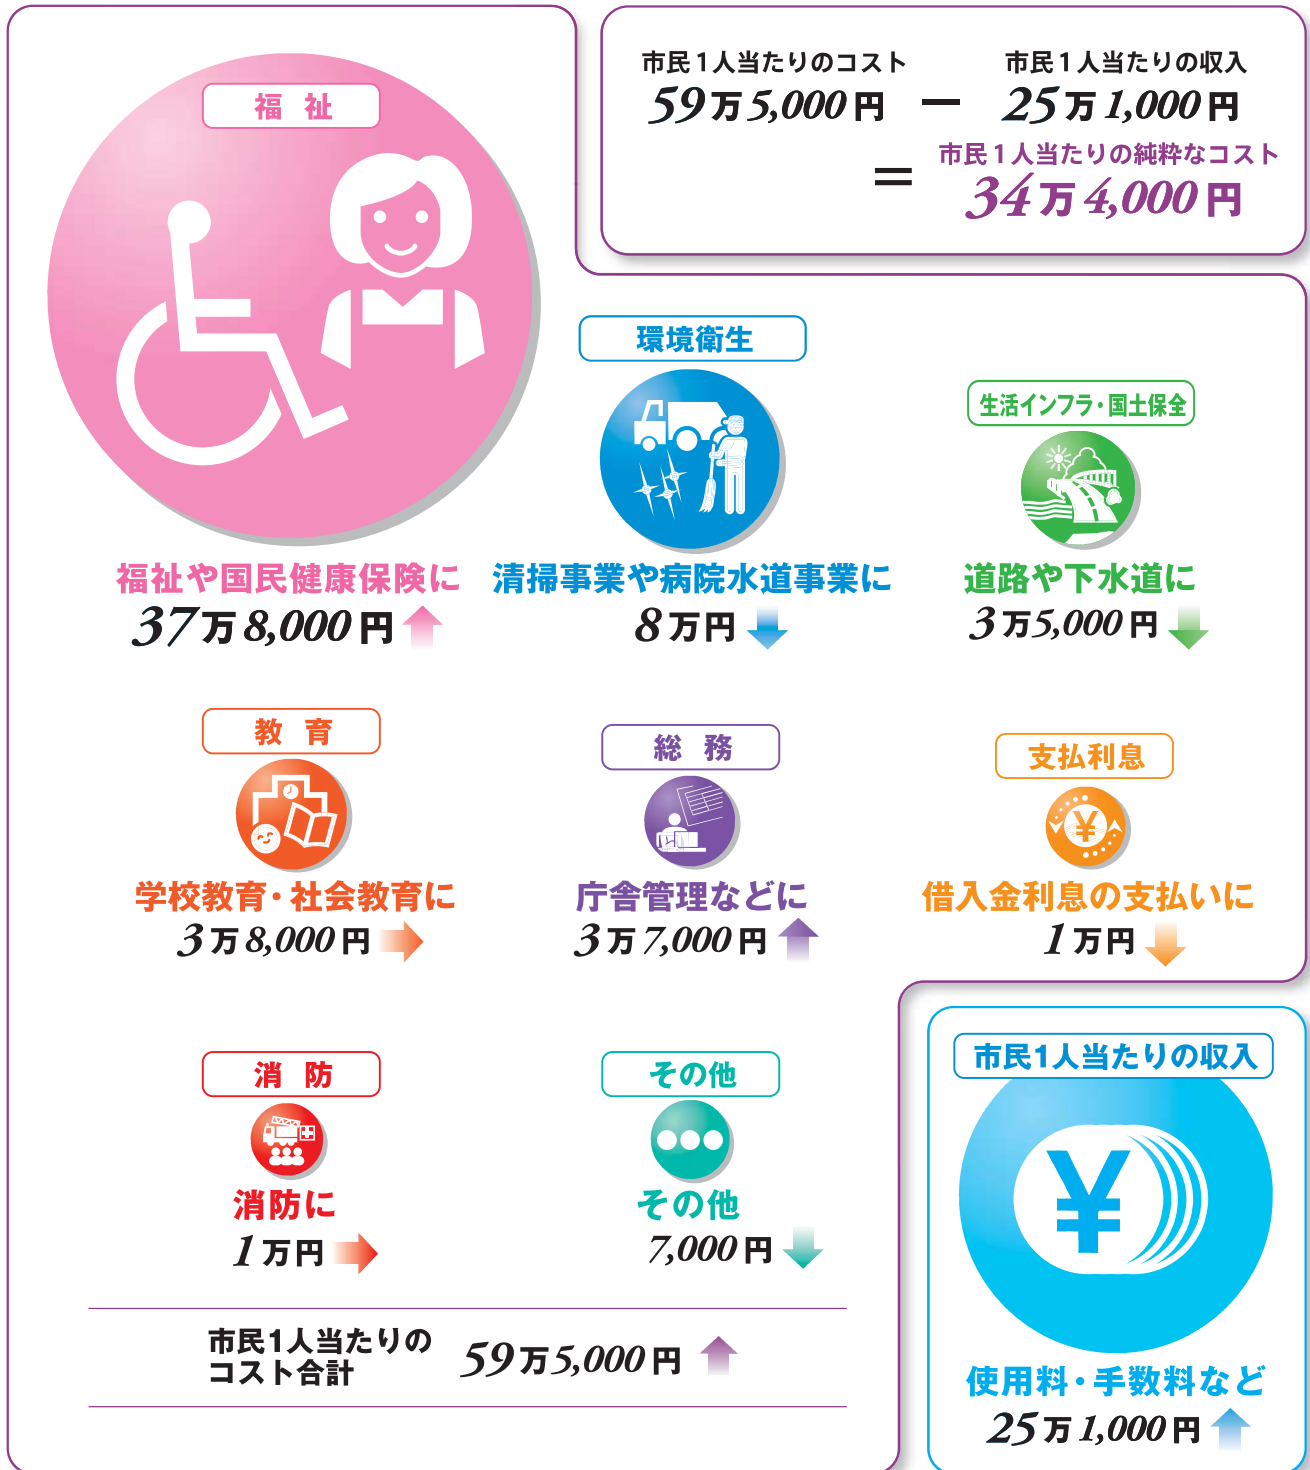 市民1人当たりのコスト
59万5,000円
−
市民1人当たりの収入
25万1,000円
=
市民1人当たりの純粋なコスト
34万4,000円
福祉
福祉や国民健康保険に
37万8,000円
環境衛生
清掃事業や病院水道事業に
8万円
生活インフラ・国土保全
道路や下水道に
3万5,000円
教育
学校教育・社会教育に
3万8,000円
総務
庁舎管理などに
3万7,000円
支払利息
¥
借入金利息の支払いに
1万円
消防
消防に
1万円
その他
その他
7,000円
市民1人当たりの
コスト合計
59万5,000円
市民1人当たりの収入
¥
使用料・手数料など
25万1,000円